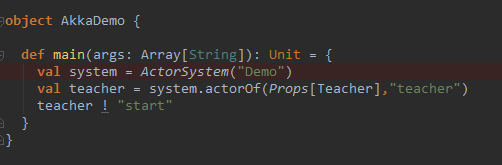 object AkkaDemo {
def main(args: Array[String]): Unit = {
val system = ActorSystem("Demo")
val teacher = system.actorOf(Props[Teacher],"teacher")
teacher ! "start"
}
}